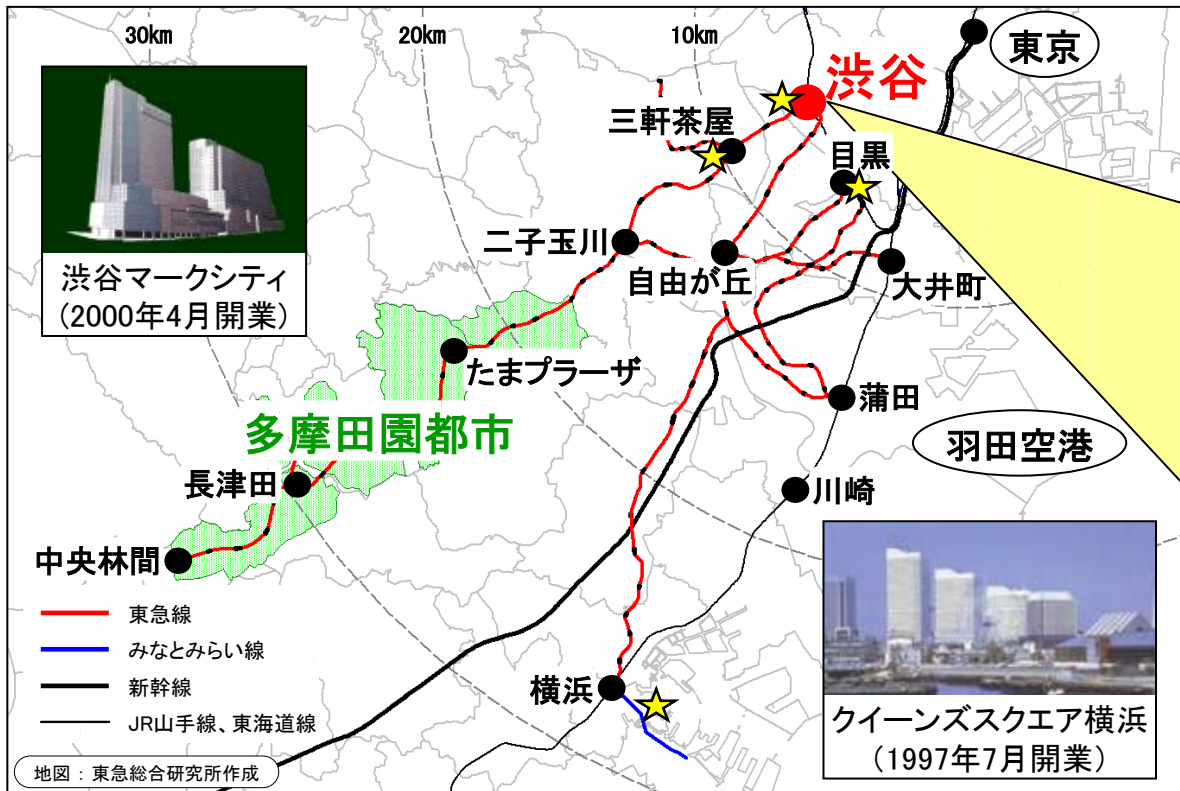 30km
20km
10km
東京
渋谷
三軒茶屋
目黒
渋谷マークシティ
(2000年4月開業)
二子玉川
自由が丘
大井町
たまプラーザ
蒲田
多摩田園都市
羽田空港
長津田
川崎
中央林間
東急線
みなとみらい線
新幹線
JR山手線、東海道線
横浜
クイーンズスクエア横浜
(1997年7月開業)
地図：東急総合研究所作成